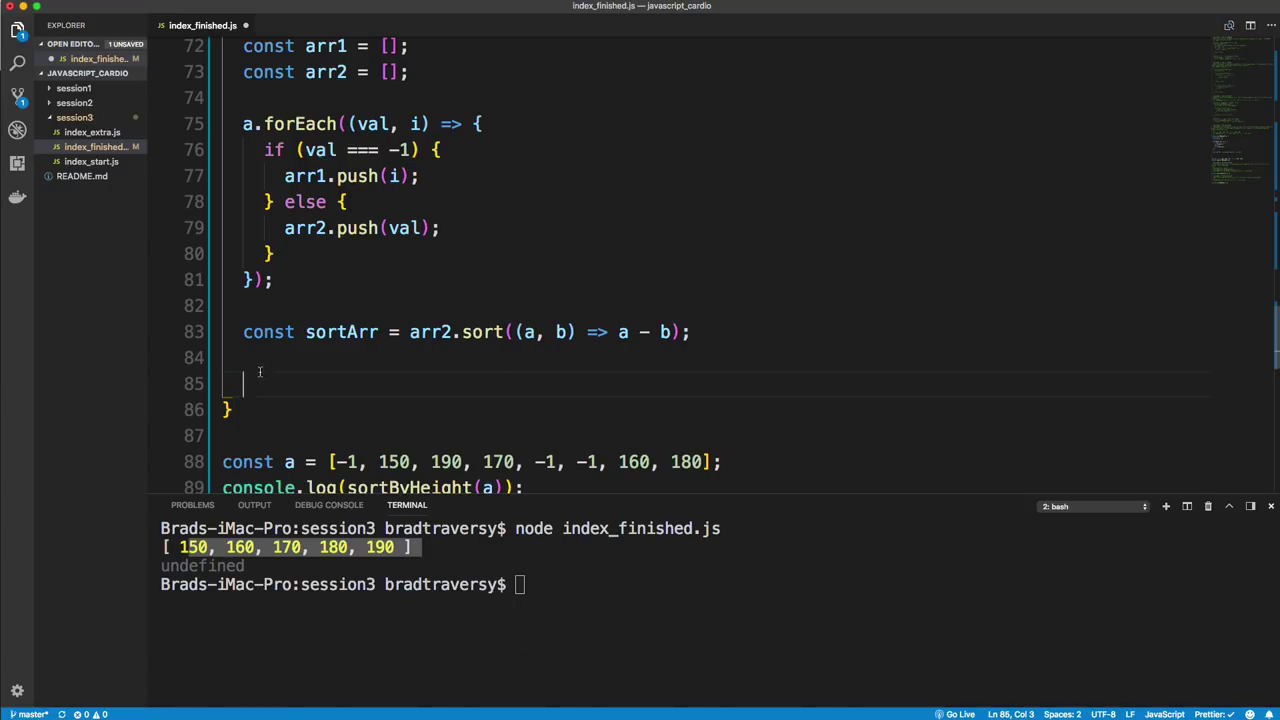 index_finished.js — javascript_cardio
EXPLORER
index_finished.js
OPEN EDITO... 1 UNSAVED
index_finishe...
JAVASCRIPT_CARDIO
session1
session2
session3
index_extra.js
index_finished... M
index_start.js
README.md
1
1
72 const arr1 = [];
73 const arr2 = [];
74
75 a.forEach((val, i) => {
76 if (val === -1) {
77 arr1.push(i);
78 } else {
79 arr2.push(val);
80 }
81 });
82
83 const sortArr = arr2.sort((a, b) => a - b);
84
85
86 }
87
88 const a = [-1, 150, 190, 170, -1, -1, 160, 180];
89 console.log(sortByHeight(a));
PROBLEMS OUTPUT DEBUG CONSOLE TERMINAL 2: bash
Brads-iMac-Pro:session3 bradtraversy$ node index_finished.js
[ 150, 160, 170, 180, 190 ]
undefined
Brads-iMac-Pro:session3 bradtraversy$
master* 0 0 Go Live Ln 85, Col 3 Spaces: 2 UTF-8 LF JavaScript Prettier: ✓